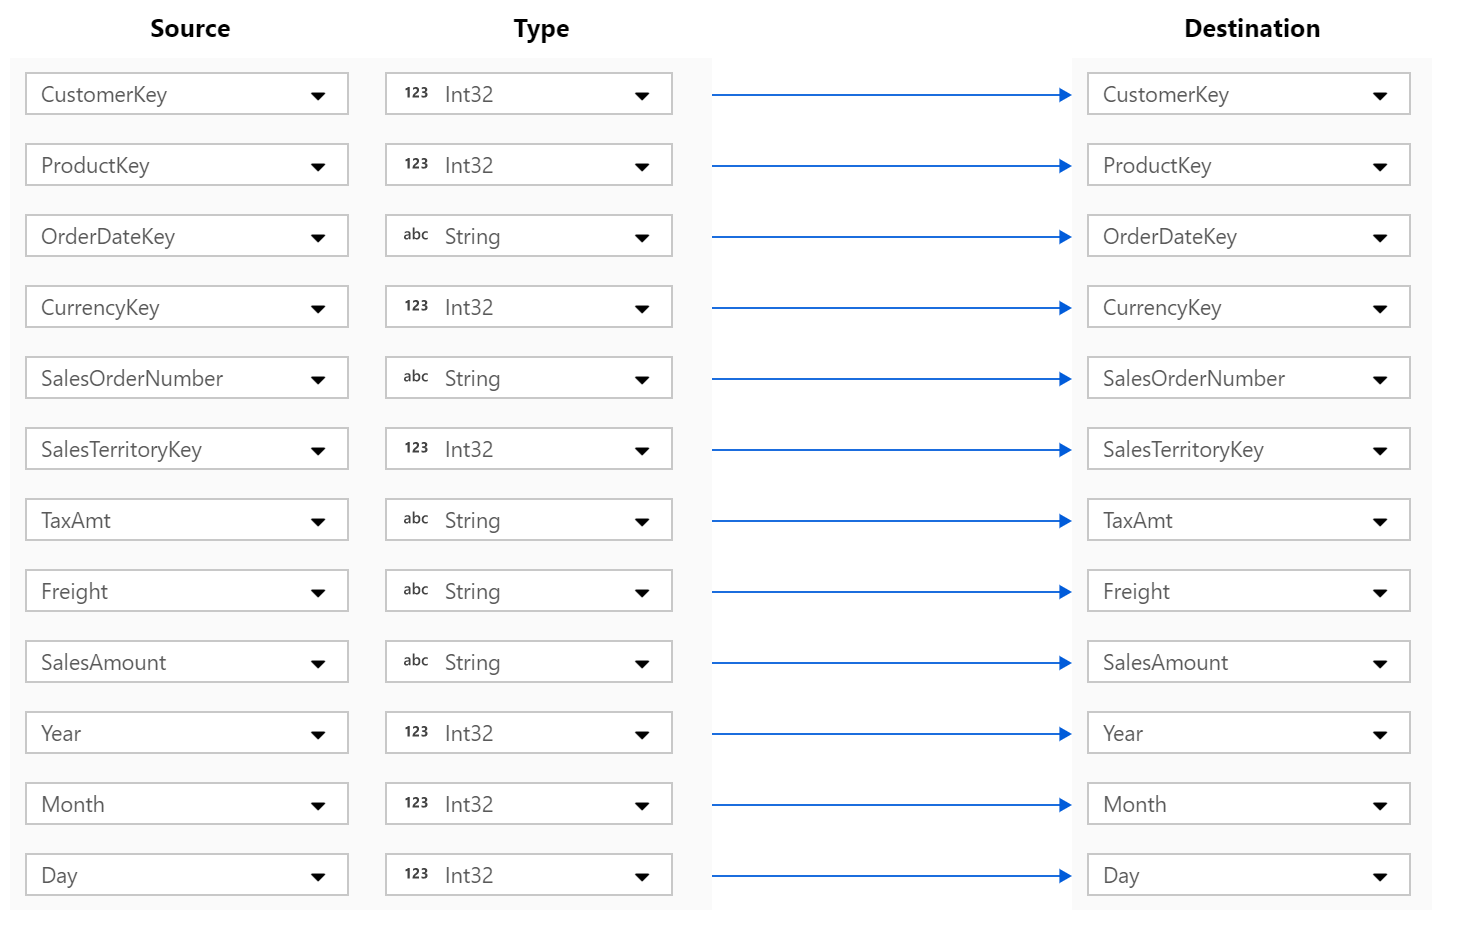 Source Type Destination
CustomerKey 123 Int32 CustomerKey
ProductKey 123 Int32 ProductKey
OrderDateKey abc String OrderDateKey
CurrencyKey 123 Int32 CurrencyKey
SalesOrderNumber abc String SalesOrderNumber
SalesTerritoryKey 123 Int32 SalesTerritoryKey
TaxAmt abc String TaxAmt
Freight abc String Freight
SalesAmount abc String SalesAmount
Year 123 Int32 Year
Month 123 Int32 Month
Day 123 Int32 Day